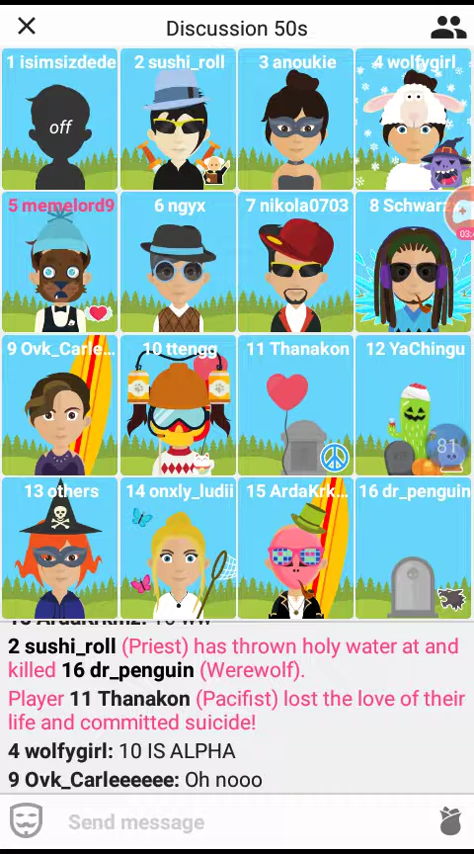 Discussion 50s
1 isimsizdede 2 sushi_roll 3 anoukie 4 wolfygirl
off
5 memelord9 6 ngyx 7 nikola0703 8 Schwar
03:4
9 Ovk_Carle... 10 ttengg 11 Thanakon 12 YaChingu
81
13 others 14 onxly_ludii 15 ArdaKrk... 16 dr_penguin
2 sushi_roll (Priest) has thrown holy water at and
killed 16 dr_penguin (Werewolf).
Player 11 Thanakon (Pacifist) lost the love of their
life and committed suicide!
4 wolfygirl: 10 IS ALPHA
9 Ovk_Carleeeeee: Oh nooo
Send message